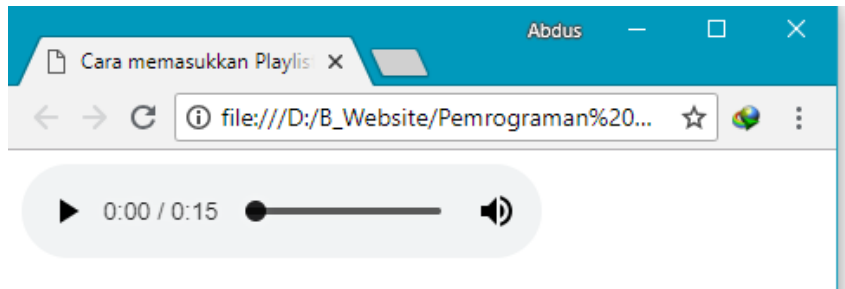 Abdus
Cara memasukkan Playlis
file:///D:/B_Website/Pemrograman%20...
0:00 / 0:15